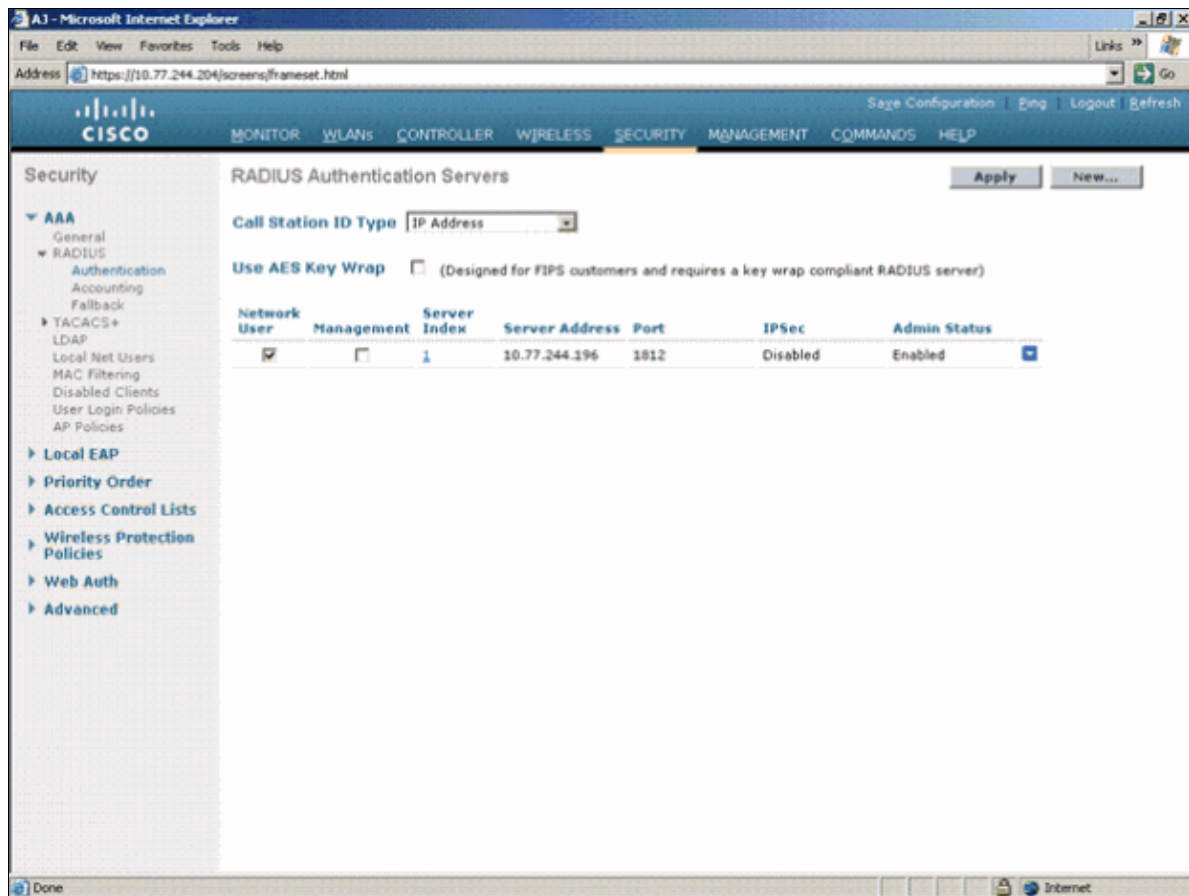 AJ - Microsoft Internet Explorer
File Edit View Favorites Tools Help
Links »
Address https://10.77.244.204/screens/frameset.html
Go
Save Configuration | Ping | Logout | Refresh
CISCO
MONITOR WLANs CONTROLLER WIRELESS SECURITY MANAGEMENT COMMANDS HELP
Security
AAA
General
RADIUS
Authentication
Accounting
Fallback
TACACS+
LDAP
Local Net Users
MAC Filtering
Disabled Clients
User Login Policies
AP Policies
Local EAP
Priority Order
Access Control Lists
Wireless Protection
Policies
Web Auth
Advanced
RADIUS Authentication Servers
Apply
New...
Call Station ID Type IP Address
Use AES Key Wrap (Designed for FIPS customers and requires a key wrap compliant RADIUS server)
Network User Management Server Index Server Address Port IPSec Admin Status
1 10.77.244.196 1812 Disabled Enabled
Done
Internet